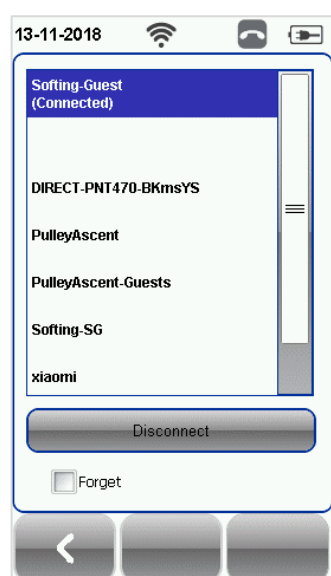 13-11-2018
Softing-Guest
(Connected)
DIRECT-PNT470-BKmsYS
PulleyAscent
PulleyAscent-Guests
Softing-SG
xiaomi
Disconnect
Forget